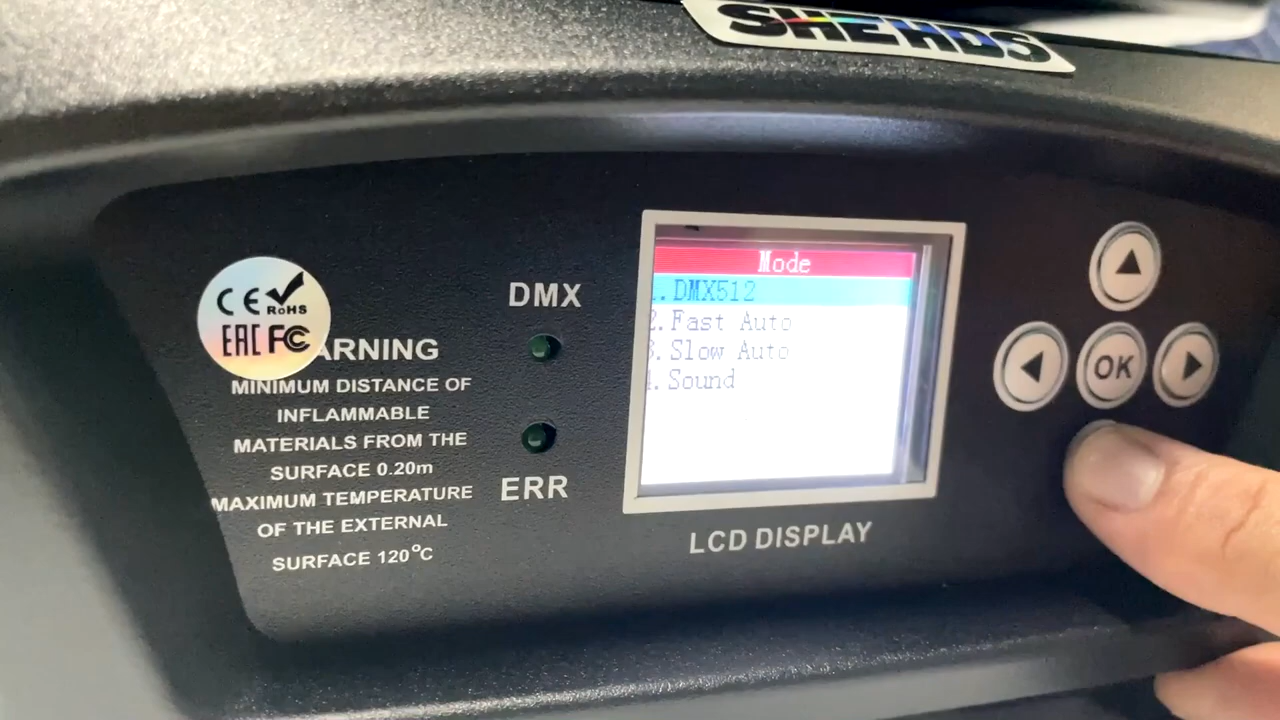 SHEHDS
CE RoHS
EAC FC
ARNING
MINIMUM DISTANCE OF
INFLAMMABLE
MATERIALS FROM THE
SURFACE 0.20m
MAXIMUM TEMPERATURE
OF THE EXTERNAL
SURFACE 120°C
DMX
ERR
Mode
1.DMX512
2.Fast Auto
3.Slow Auto
4.Sound
LCD DISPLAY
OK